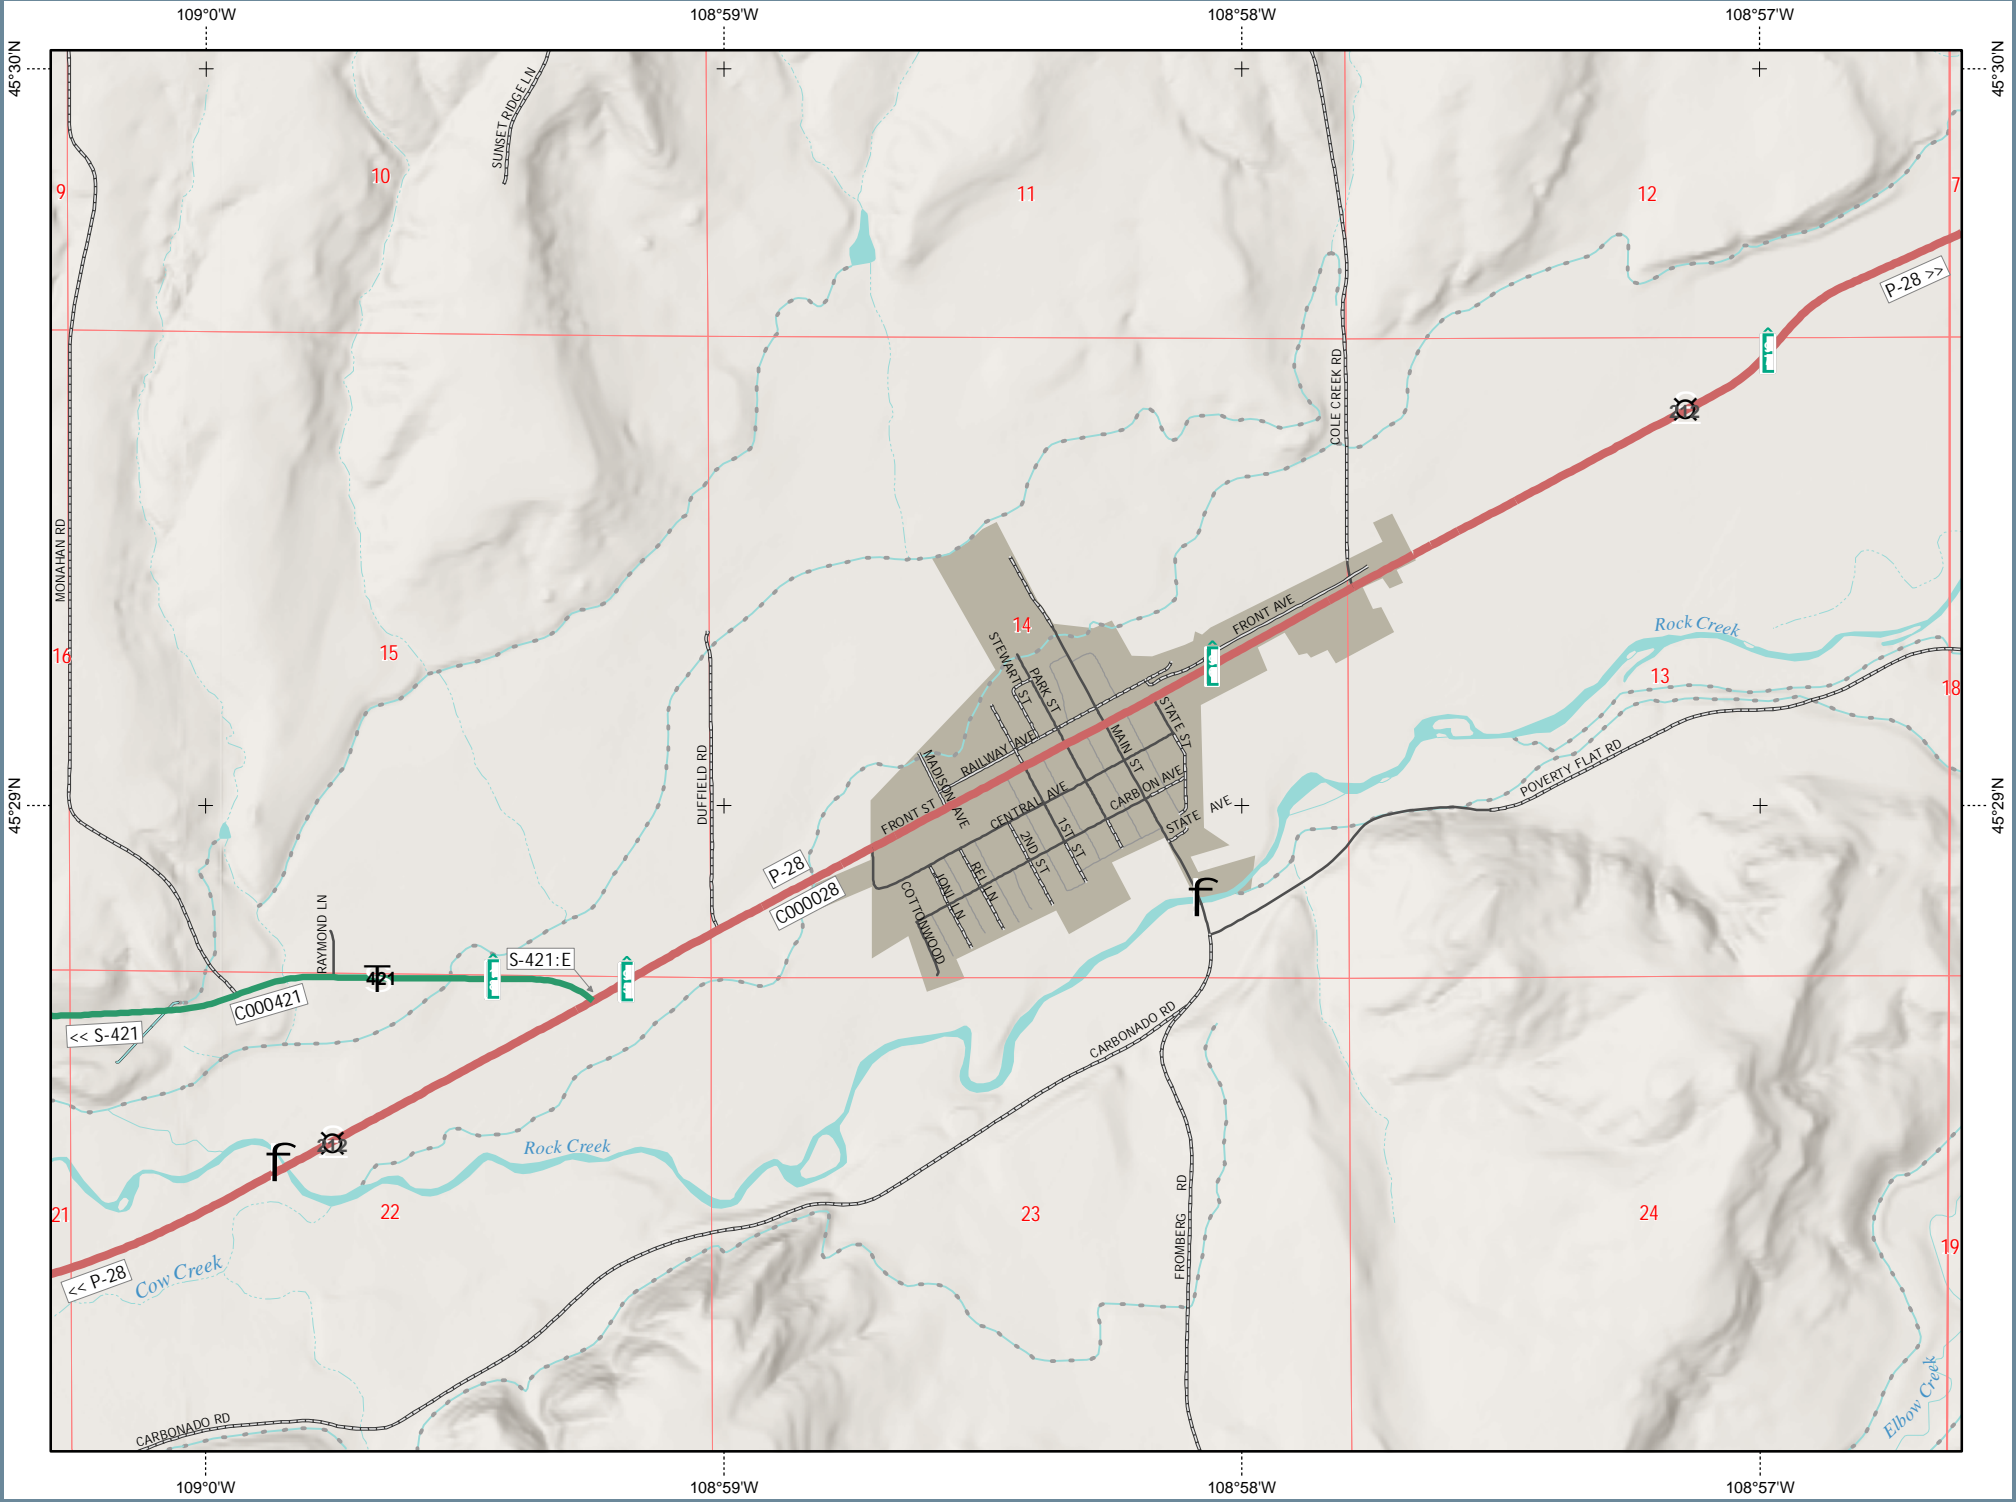 109°0'W
108°59'W
108°58'W
108°57'W
45°30'N
45°30'N
SUNSET RIDGE LN
9
10
11
12
7
P-28 >>
COLE CREEK RD
212
MONAHAN RD
16
15
14
13
18
FRONT AVE
Rock Creek
STEWART ST
PARK ST
STATE ST
MAIN ST
RAILWAY AVE
MADISON AVE
DUFFIELD RD
POVERTY FLAT RD
CARBON AVE
CENTRAL AVE
FRONT ST
STATE AVE
45°29'N
45°29'N
1ST ST
2ND ST
REI LN
JONI LN
COTTONWOOD
P-28
C000028
RAYMOND LN
S-421:E
421
C000421
<< S-421
CARBONADO RD
212
Rock Creek
21
22
23
24
19
FROMBERG RD
Cow Creek
<< P-28
Elbow Creek
CARBONADO RD
109°0'W
108°59'W
108°58'W
108°57'W